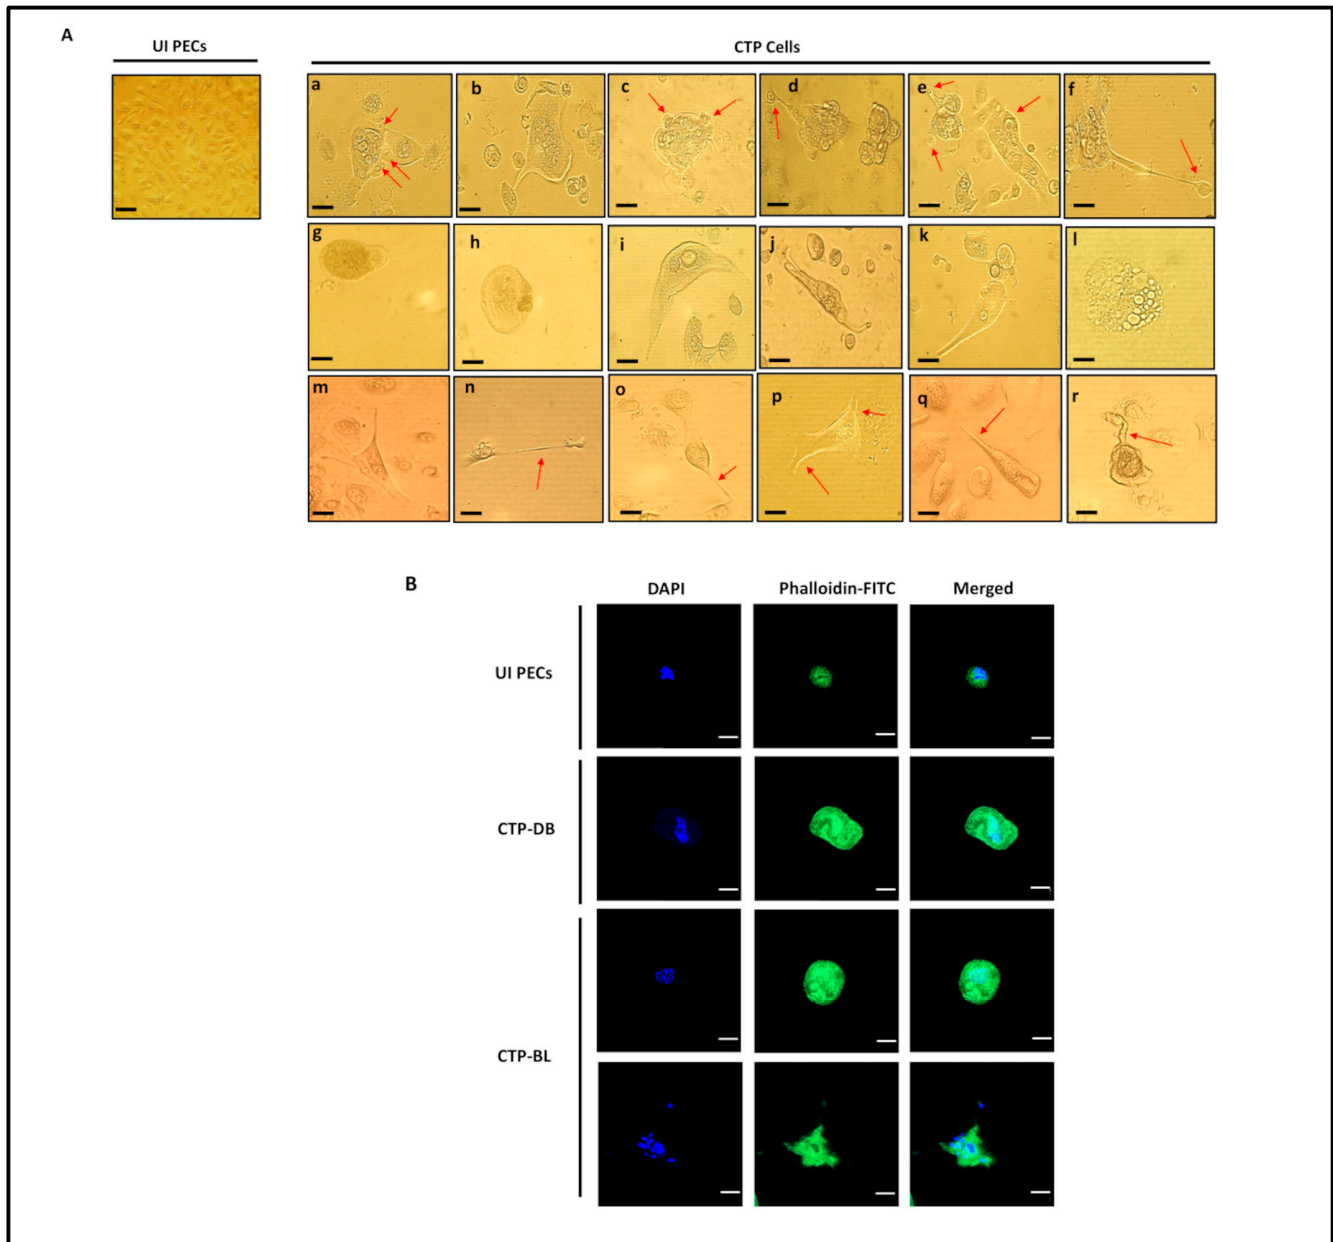 A
UI PECs
CTP Cells
a
b
c
d
e
f
g
h
i
j
k
l
m
n
o
p
q
r
B
DAPI
Phalloidin-FITC
Merged
UI PECs
CTP-DB
CTP-BL